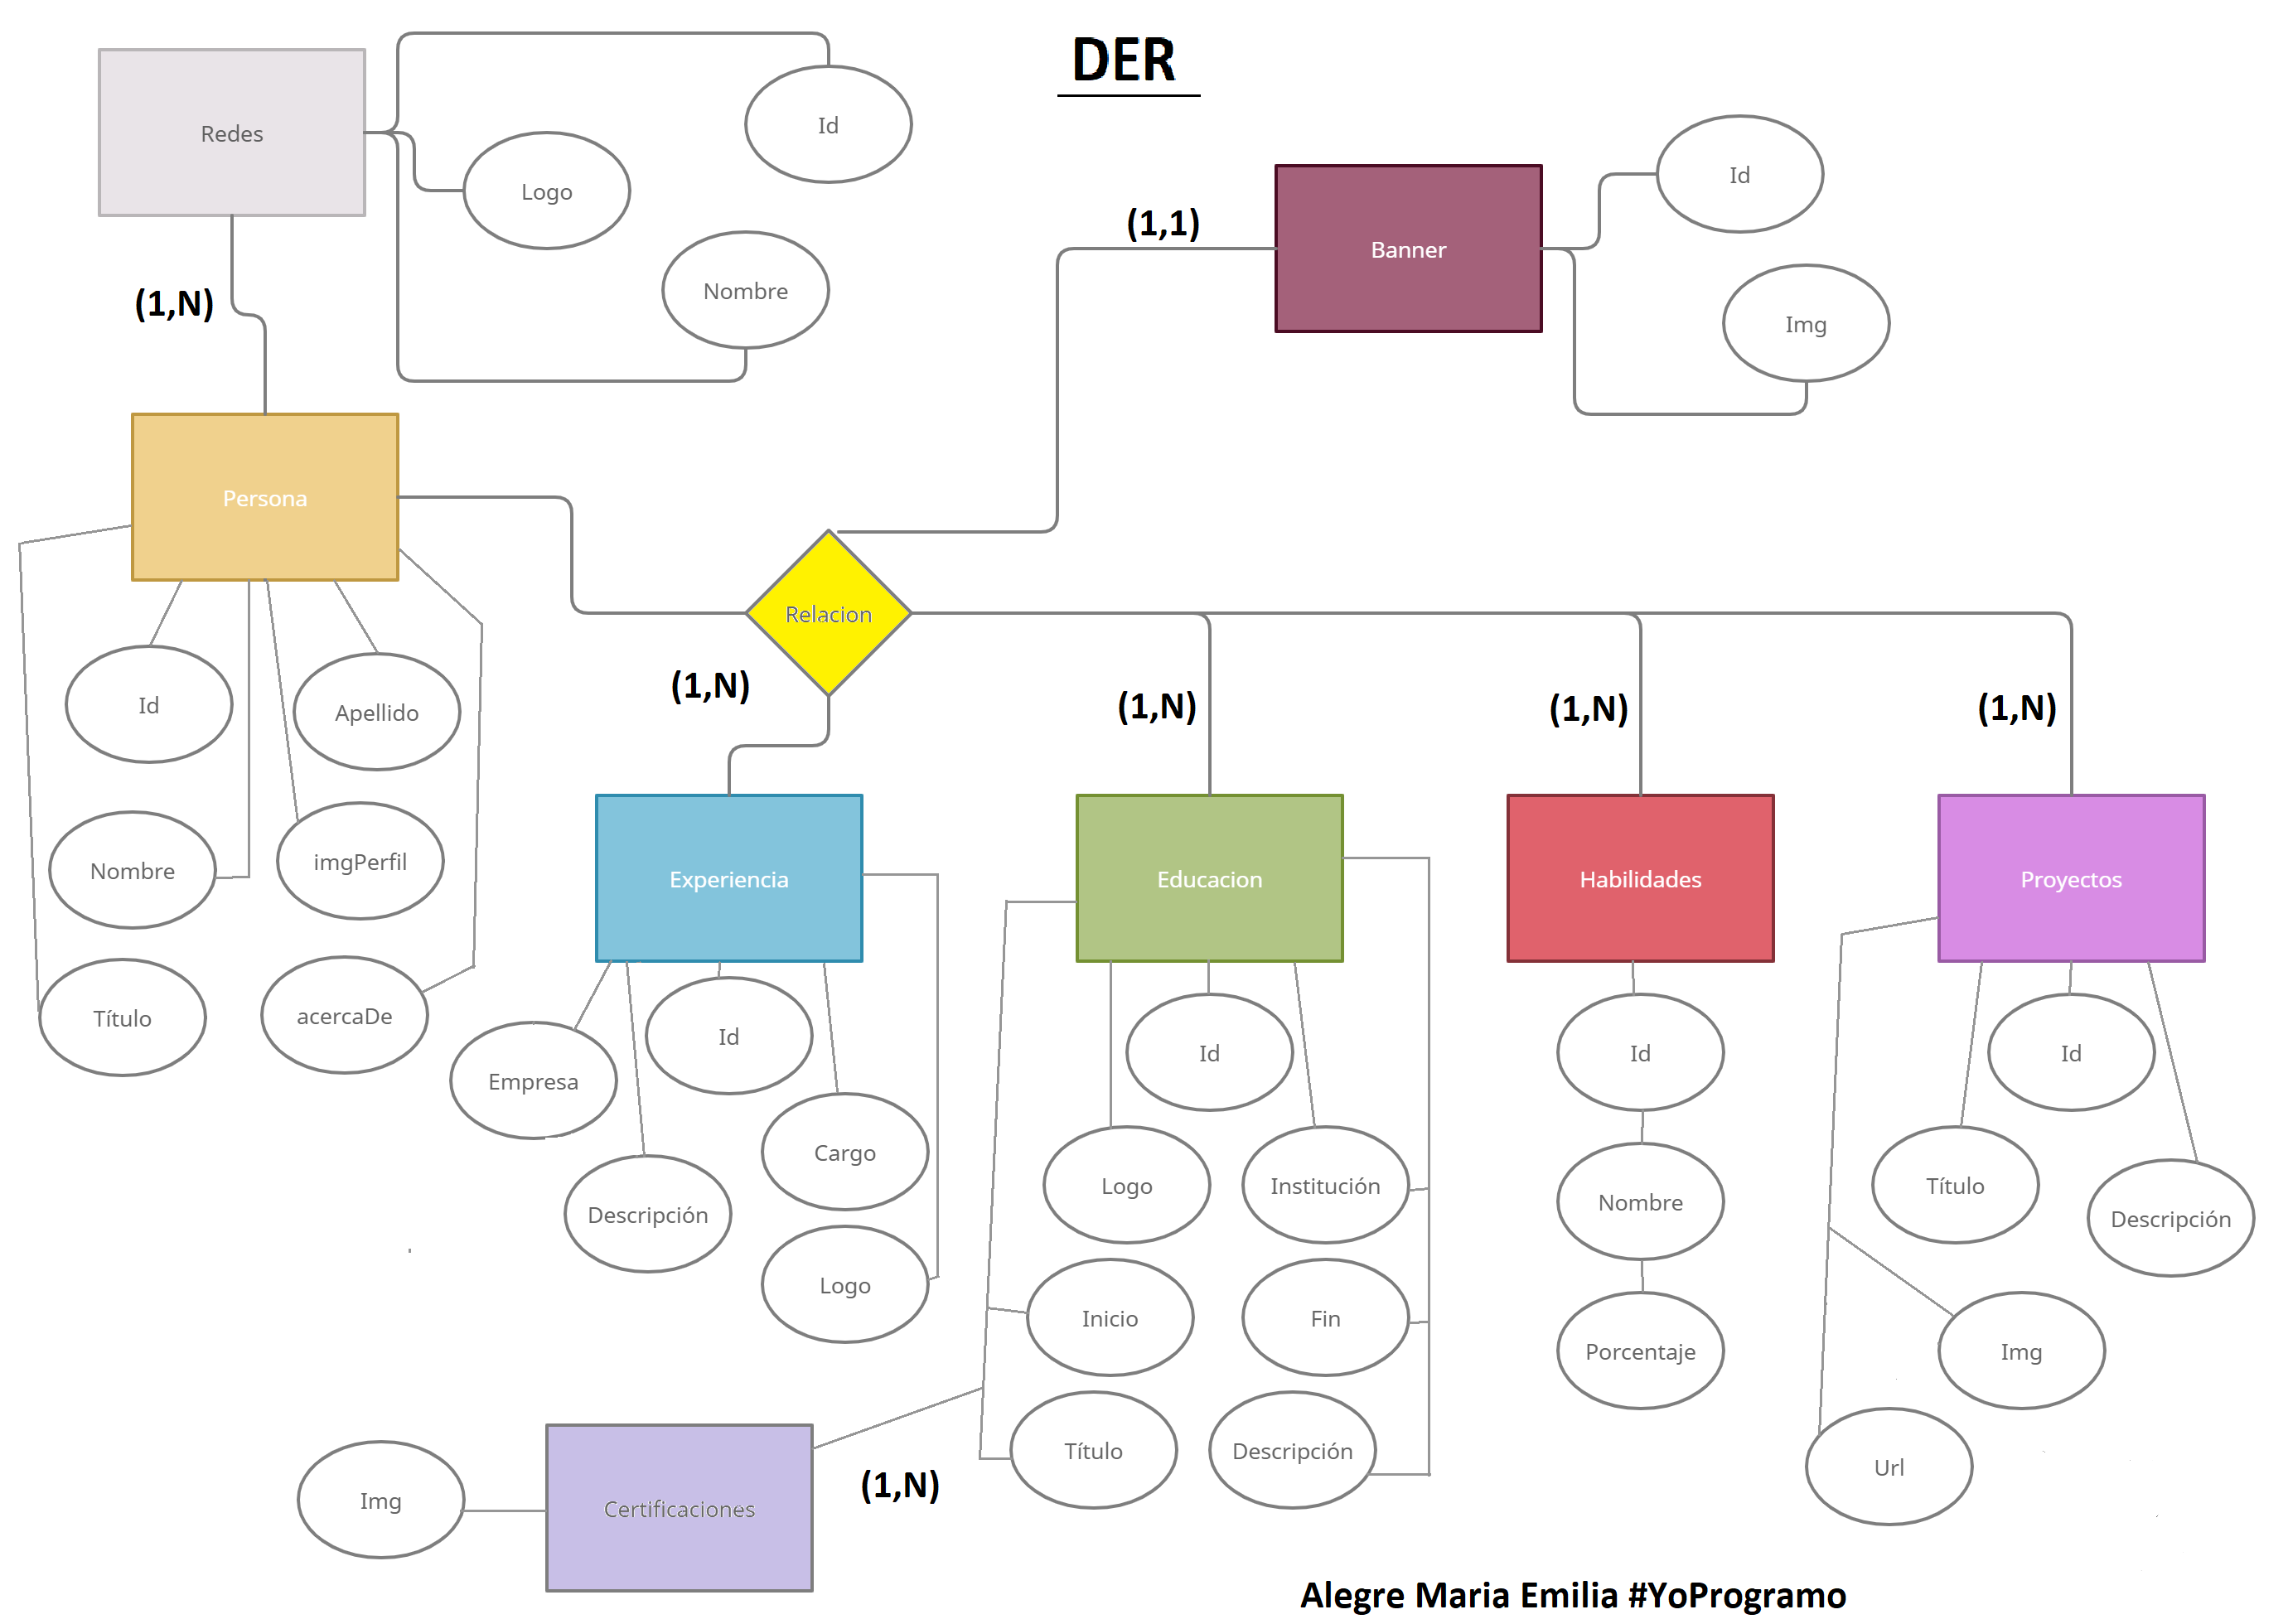 DER
Redes
Id
Logo
Nombre
(1,N)
(1,1)
Banner
Id
Img
Persona
Relacion
Id
Apellido
Nombre
imgPerfil
Título
acercaDe
(1,N)
(1,N)
(1,N)
(1,N)
Experiencia
Educacion
Habilidades
Proyectos
Empresa
Id
Cargo
Descripción
Logo
Id
Logo
Institución
Inicio
Fin
Título
Descripción
Id
Nombre
Porcentaje
Id
Título
Descripción
Img
Url
Img
Certificaciones
(1,N)
Alegre Maria Emilia #YoProgramo